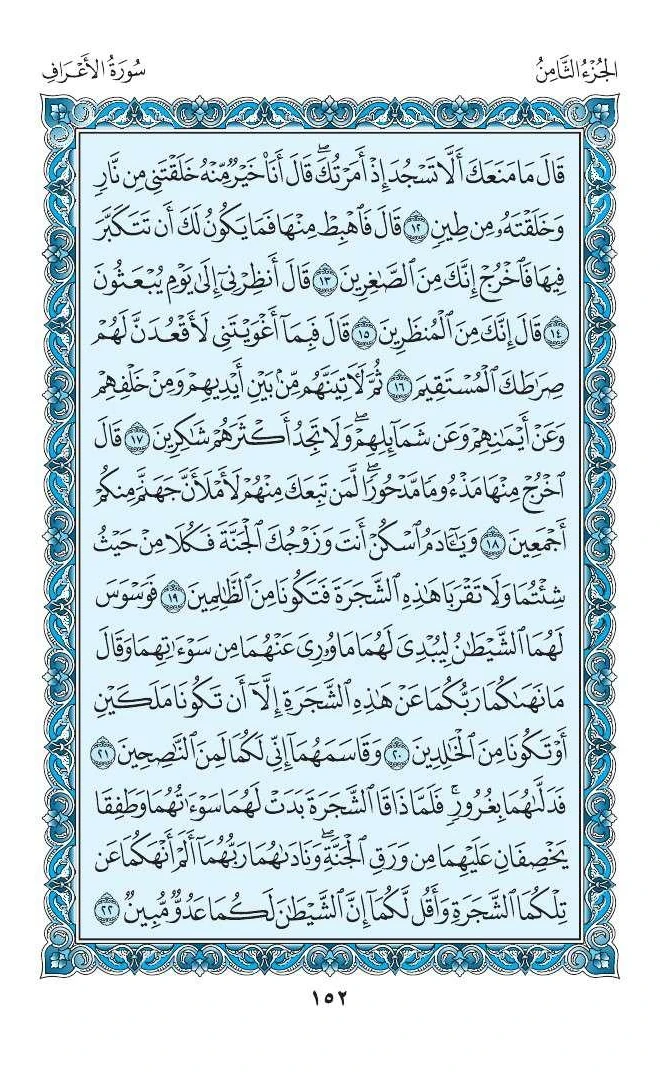 الجُزْءُ الثَّامِنُ
سُورَةُ الأَعْرَافِ
قَالَ مَا مَنَعَكَ أَلَّا تَسْجُدَ إِذْ أَمَرْتُكَ ۖ قَالَ أَنَا۠ خَيْرٌ مِّنْهُ خَلَقْتَنِى مِن نَّارٍ
وَخَلَقْتَهُۥ مِن طِينٍ ١٢ قَالَ فَٱهْبِطْ مِنْهَا فَمَا يَكُونُ لَكَ أَن تَتَكَبَّرَ
فِيهَا فَٱخْرُجْ إِنَّكَ مِنَ ٱلصَّـٰغِرِينَ ١٣ قَالَ أَنظِرْنِىٓ إِلَىٰ يَوْمِ يُبْعَثُونَ
١٤ قَالَ إِنَّكَ مِنَ ٱلْمُنظَرِينَ ١٥ قَالَ فَبِمَآ أَغْوَيْتَنِى لَأَقْعُدَنَّ لَهُمْ
صِرَٰطَكَ ٱلْمُسْتَقِيمَ ١٦ ثُمَّ لَـَٔاتِيَنَّهُم مِّنۢ بَيْنِ أَيْدِيهِمْ وَمِنْ خَلْفِهِمْ
وَعَنْ أَيْمَـٰنِهِمْ وَعَن شَمَآئِلِهِمْ ۖ وَلَا تَجِدُ أَكْثَرَهُمْ شَـٰكِرِينَ ١٧ قَالَ
ٱخْرُجْ مِنْهَا مَذْءُومًا مَّدْحُورًا ۖ لَّمَن تَبِعَكَ مِنْهُمْ لَأَمْلَأَنَّ جَهَنَّمَ مِنكُمْ
أَجْمَعِينَ ١٨ وَيَـٰٓـَٔادَمُ ٱسْكُنْ أَنتَ وَزَوْجُكَ ٱلْجَنَّةَ فَكُلَا مِنْ حَيْثُ
شِئْتُمَا وَلَا تَقْرَبَا هَـٰذِهِ ٱلشَّجَرَةَ فَتَكُونَا مِنَ ٱلظَّـٰلِمِينَ ١٩ فَوَسْوَسَ
لَهُمَا ٱلشَّيْطَـٰنُ لِيُبْدِىَ لَهُمَا مَا وُۥرِىَ عَنْهُمَا مِن سَوْءَٰتِهِمَا وَقَالَ
مَا نَهَىٰكُمَا رَبُّكُمَا عَنْ هَـٰذِهِ ٱلشَّجَرَةِ إِلَّآ أَن تَكُونَا مَلَكَيْنِ
أَوْ تَكُونَا مِنَ ٱلْخَـٰلِدِينَ ٢٠ وَقَاسَمَهُمَآ إِنِّى لَكُمَا لَمِنَ ٱلنَّـٰصِحِينَ ٢١
فَدَلَّىٰهُمَا بِغُرُورٍ ۚ فَلَمَّا ذَاقَا ٱلشَّجَرَةَ بَدَتْ لَهُمَا سَوْءَٰتُهُمَا وَطَفِقَا
يَخْصِفَانِ عَلَيْهِمَا مِن وَرَقِ ٱلْجَنَّةِ ۖ وَنَادَىٰهُمَا رَبُّهُمَآ أَلَمْ أَنْهَكُمَا عَن
تِلْكُمَا ٱلشَّجَرَةِ وَأَقُل لَّكُمَآ إِنَّ ٱلشَّيْطَـٰنَ لَكُمَا عَدُوٌّ مُّبِينٌ ٢٢
١٥٢